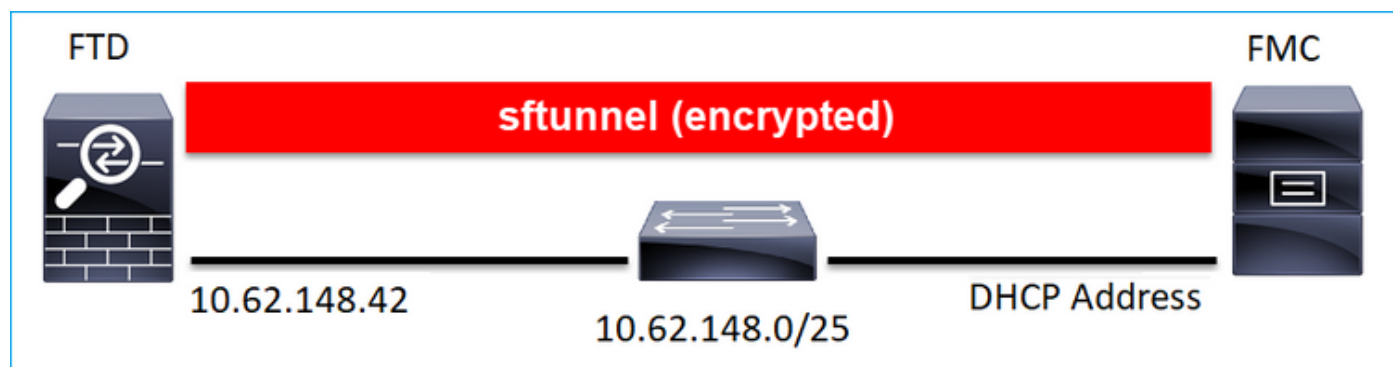 FTD
FMC
sftunnel (encrypted)
10.62.148.42
DHCP Address
10.62.148.0/25